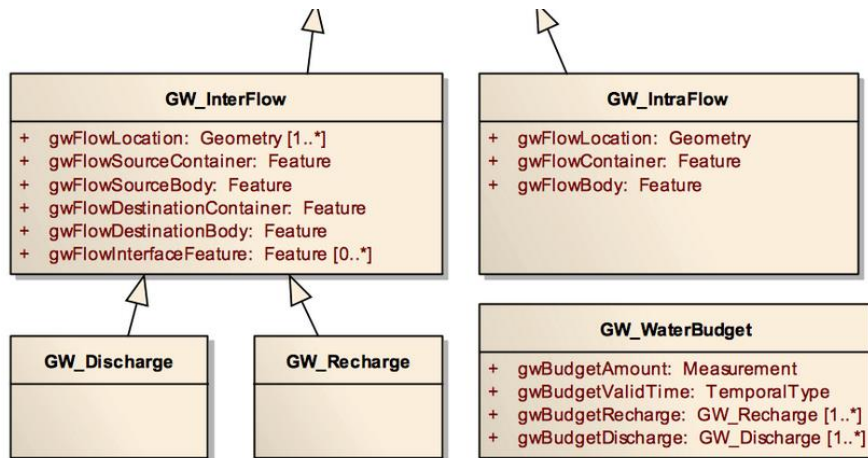 GW_InterFlow
+ gwFlowLocation: Geometry [1..*]
+ gwFlowSourceContainer: Feature
+ gwFlowSourceBody: Feature
+ gwFlowDestinationContainer: Feature
+ gwFlowDestinationBody: Feature
+ gwFlowInterfaceFeature: Feature [0..*]
GW_IntraFlow
+ gwFlowLocation: Geometry
+ gwFlowContainer: Feature
+ gwFlowBody: Feature
GW_Discharge
GW_Recharge
GW_WaterBudget
+ gwBudgetAmount: Measurement
+ gwBudgetValidTime: TemporalType
+ gwBudgetRecharge: GW_Recharge [1..*]
+ gwBudgetDischarge: GW_Discharge [1..*]